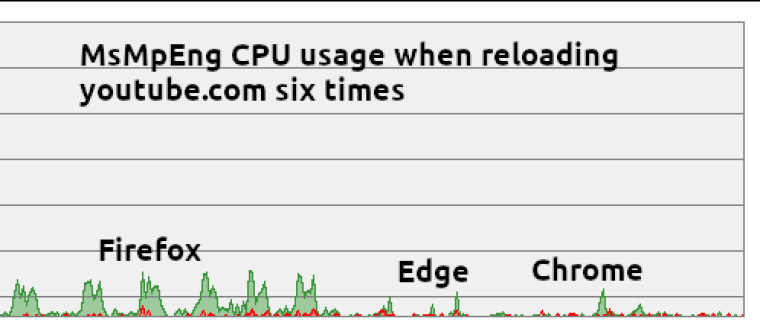 MsMpEng CPU usage when reloading
youtube.com six times
Firefox
Edge
Chrome